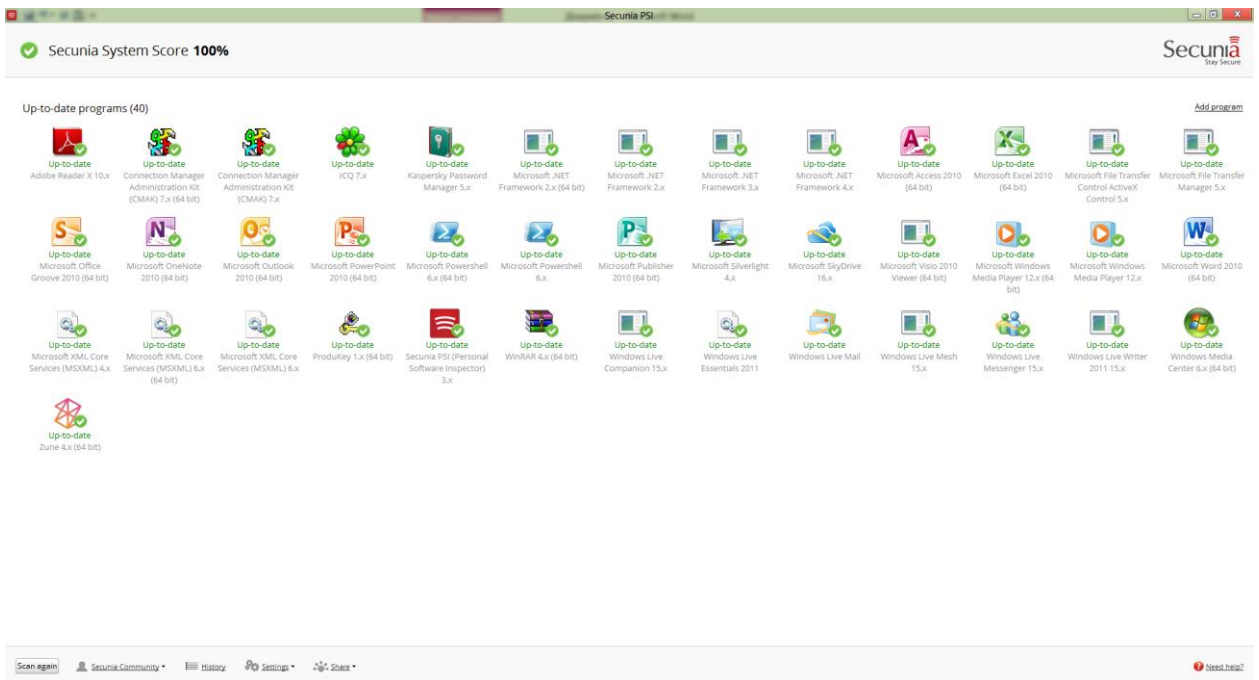 Secunia PSI
Secunia System Score 100%
Secunia
Stay Secure
Up-to-date programs (40)
Add program
Up-to-date
Adobe Reader X 10.x
Up-to-date
Connection Manager
Administration Kit
(CMAK) 7.x (64 bit)
Up-to-date
Connection Manager
Administration Kit
(CMAK) 7.x
Up-to-date
ICQ 7.x
Up-to-date
Kaspersky Password
Manager 5.x
Up-to-date
Microsoft .NET
Framework 2.x (64 bit)
Up-to-date
Microsoft .NET
Framework 2.x
Up-to-date
Microsoft .NET
Framework 3.x
Up-to-date
Microsoft .NET
Framework 4.x
Up-to-date
Microsoft Access 2010
(64 bit)
Up-to-date
Microsoft Excel 2010
(64 bit)
Up-to-date
Microsoft File Transfer
Control ActiveX
Control 5.x
Up-to-date
Microsoft File Transfer
Manager 5.x
Up-to-date
Microsoft Office
Groove 2010 (64 bit)
Up-to-date
Microsoft OneNote
2010 (64 bit)
Up-to-date
Microsoft Outlook
2010 (64 bit)
Up-to-date
Microsoft PowerPoint
2010 (64 bit)
Up-to-date
Microsoft Powershell
6.x (64 bit)
Up-to-date
Microsoft Powershell
6.x
Up-to-date
Microsoft Publisher
2010 (64 bit)
Up-to-date
Microsoft Silverlight
4.x
Up-to-date
Microsoft SkyDrive
16.x
Up-to-date
Microsoft Visio 2010
Viewer (64 bit)
Up-to-date
Microsoft Windows
Media Player 12.x (64
bit)
Up-to-date
Microsoft Windows
Media Player 12.x
Up-to-date
Microsoft Word 2010
(64 bit)
Up-to-date
Microsoft XML Core
Services (MSXML) 4.x
Up-to-date
Microsoft XML Core
Services (MSXML) 6.x
(64 bit)
Up-to-date
Microsoft XML Core
Services (MSXML) 6.x
Up-to-date
ProduKey 1.x (64 bit)
Up-to-date
Secunia PSI (Personal
Software Inspector)
3.x
Up-to-date
WinRAR 4.x (64 bit)
Up-to-date
Windows Live
Companion 15.x
Up-to-date
Windows Live
Essentials 2011
Up-to-date
Windows Live Mail
Up-to-date
Windows Live Mesh
15.x
Up-to-date
Windows Live
Messenger 15.x
Up-to-date
Windows Live Writer
2011 15.x
Up-to-date
Windows Media
Center 6.x (64 bit)
Up-to-date
Zune 4.x (64 bit)
Scan again
Secunia Community
History
Settings
Share
Need help?